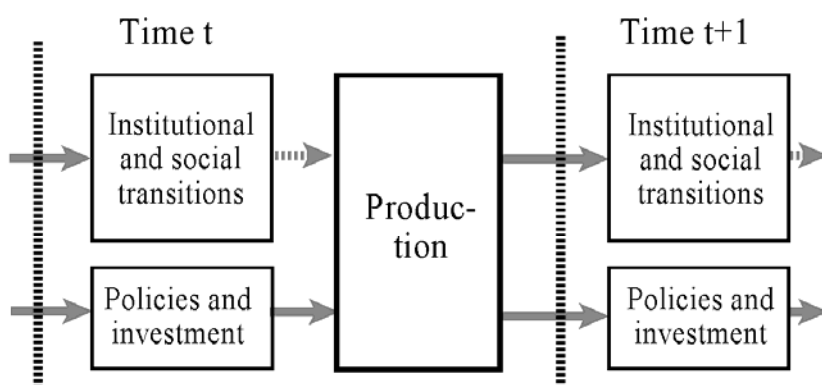 Time t
Time t+1
Institutional
and social
transitions
Produc-
tion
Institutional
and social
transitions
Policies and
investment
Policies and
investment